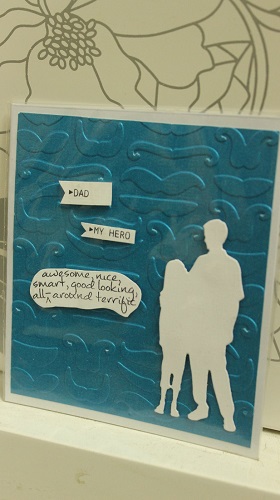 ▸DAD
▸MY HERO
awesome, nice,
smart, good looking,
all-around terrific